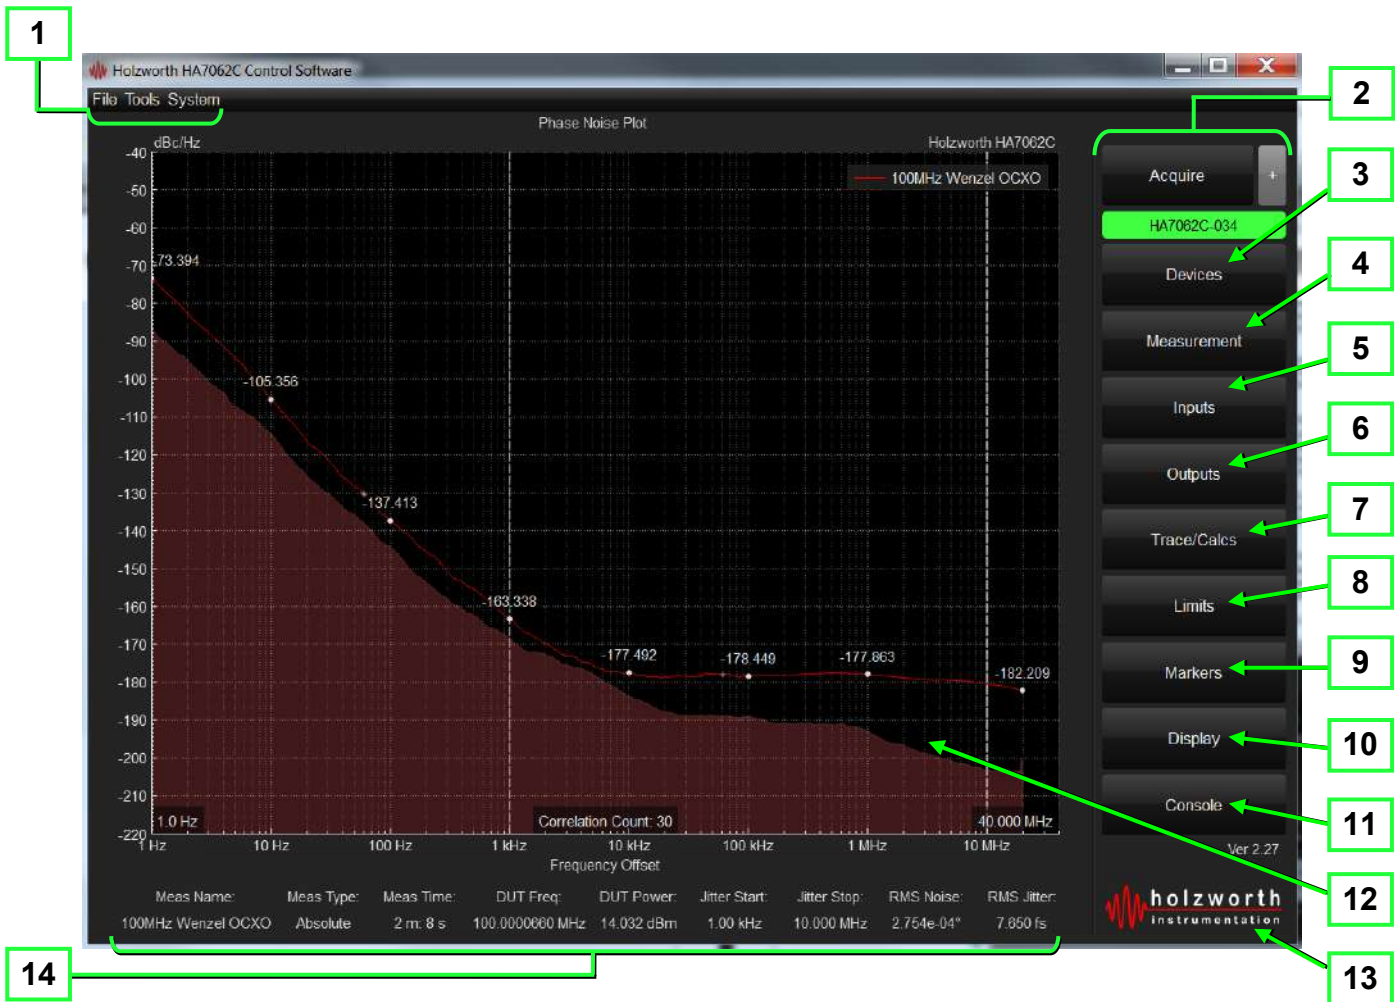 1
Holzworth HA7062C Control Software
File Tools System
2
Phase Noise Plot
dBc/Hz
Holzworth HA7062C
100MHz Wenzel OCXO
Acquire +
3
HA7062C-034
Devices
4
Measurement
5
Inputs
6
Outputs
7
Trace/Calcs
8
Limits
9
Markers
10
Display
11
Console
Ver 2.27
-40
-50
-60
-70
-80
-90
-100
-110
-120
-130
-140
-150
-160
-170
-180
-190
-200
-210
-220
-73.394
-105.356
-137.413
-163.338
-177.492
-178.449
-177.863
-182.209
1.0 Hz
Correlation Count: 30
40.000 MHz
1 Hz 10 Hz 100 Hz 1 kHz 10 kHz 100 kHz 1 MHz 10 MHz
Frequency Offset
12
Meas Name: Meas Type: Meas Time: DUT Freq: DUT Power: Jitter Start: Jitter Stop: RMS Noise: RMS Jitter:
100MHz Wenzel OCXO Absolute 2 m: 8 s 100.0000660 MHz 14.032 dBm 1.00 kHz 10.000 MHz 2.754e-04° 7.650 fs
holzworth
instrumentation
13
14